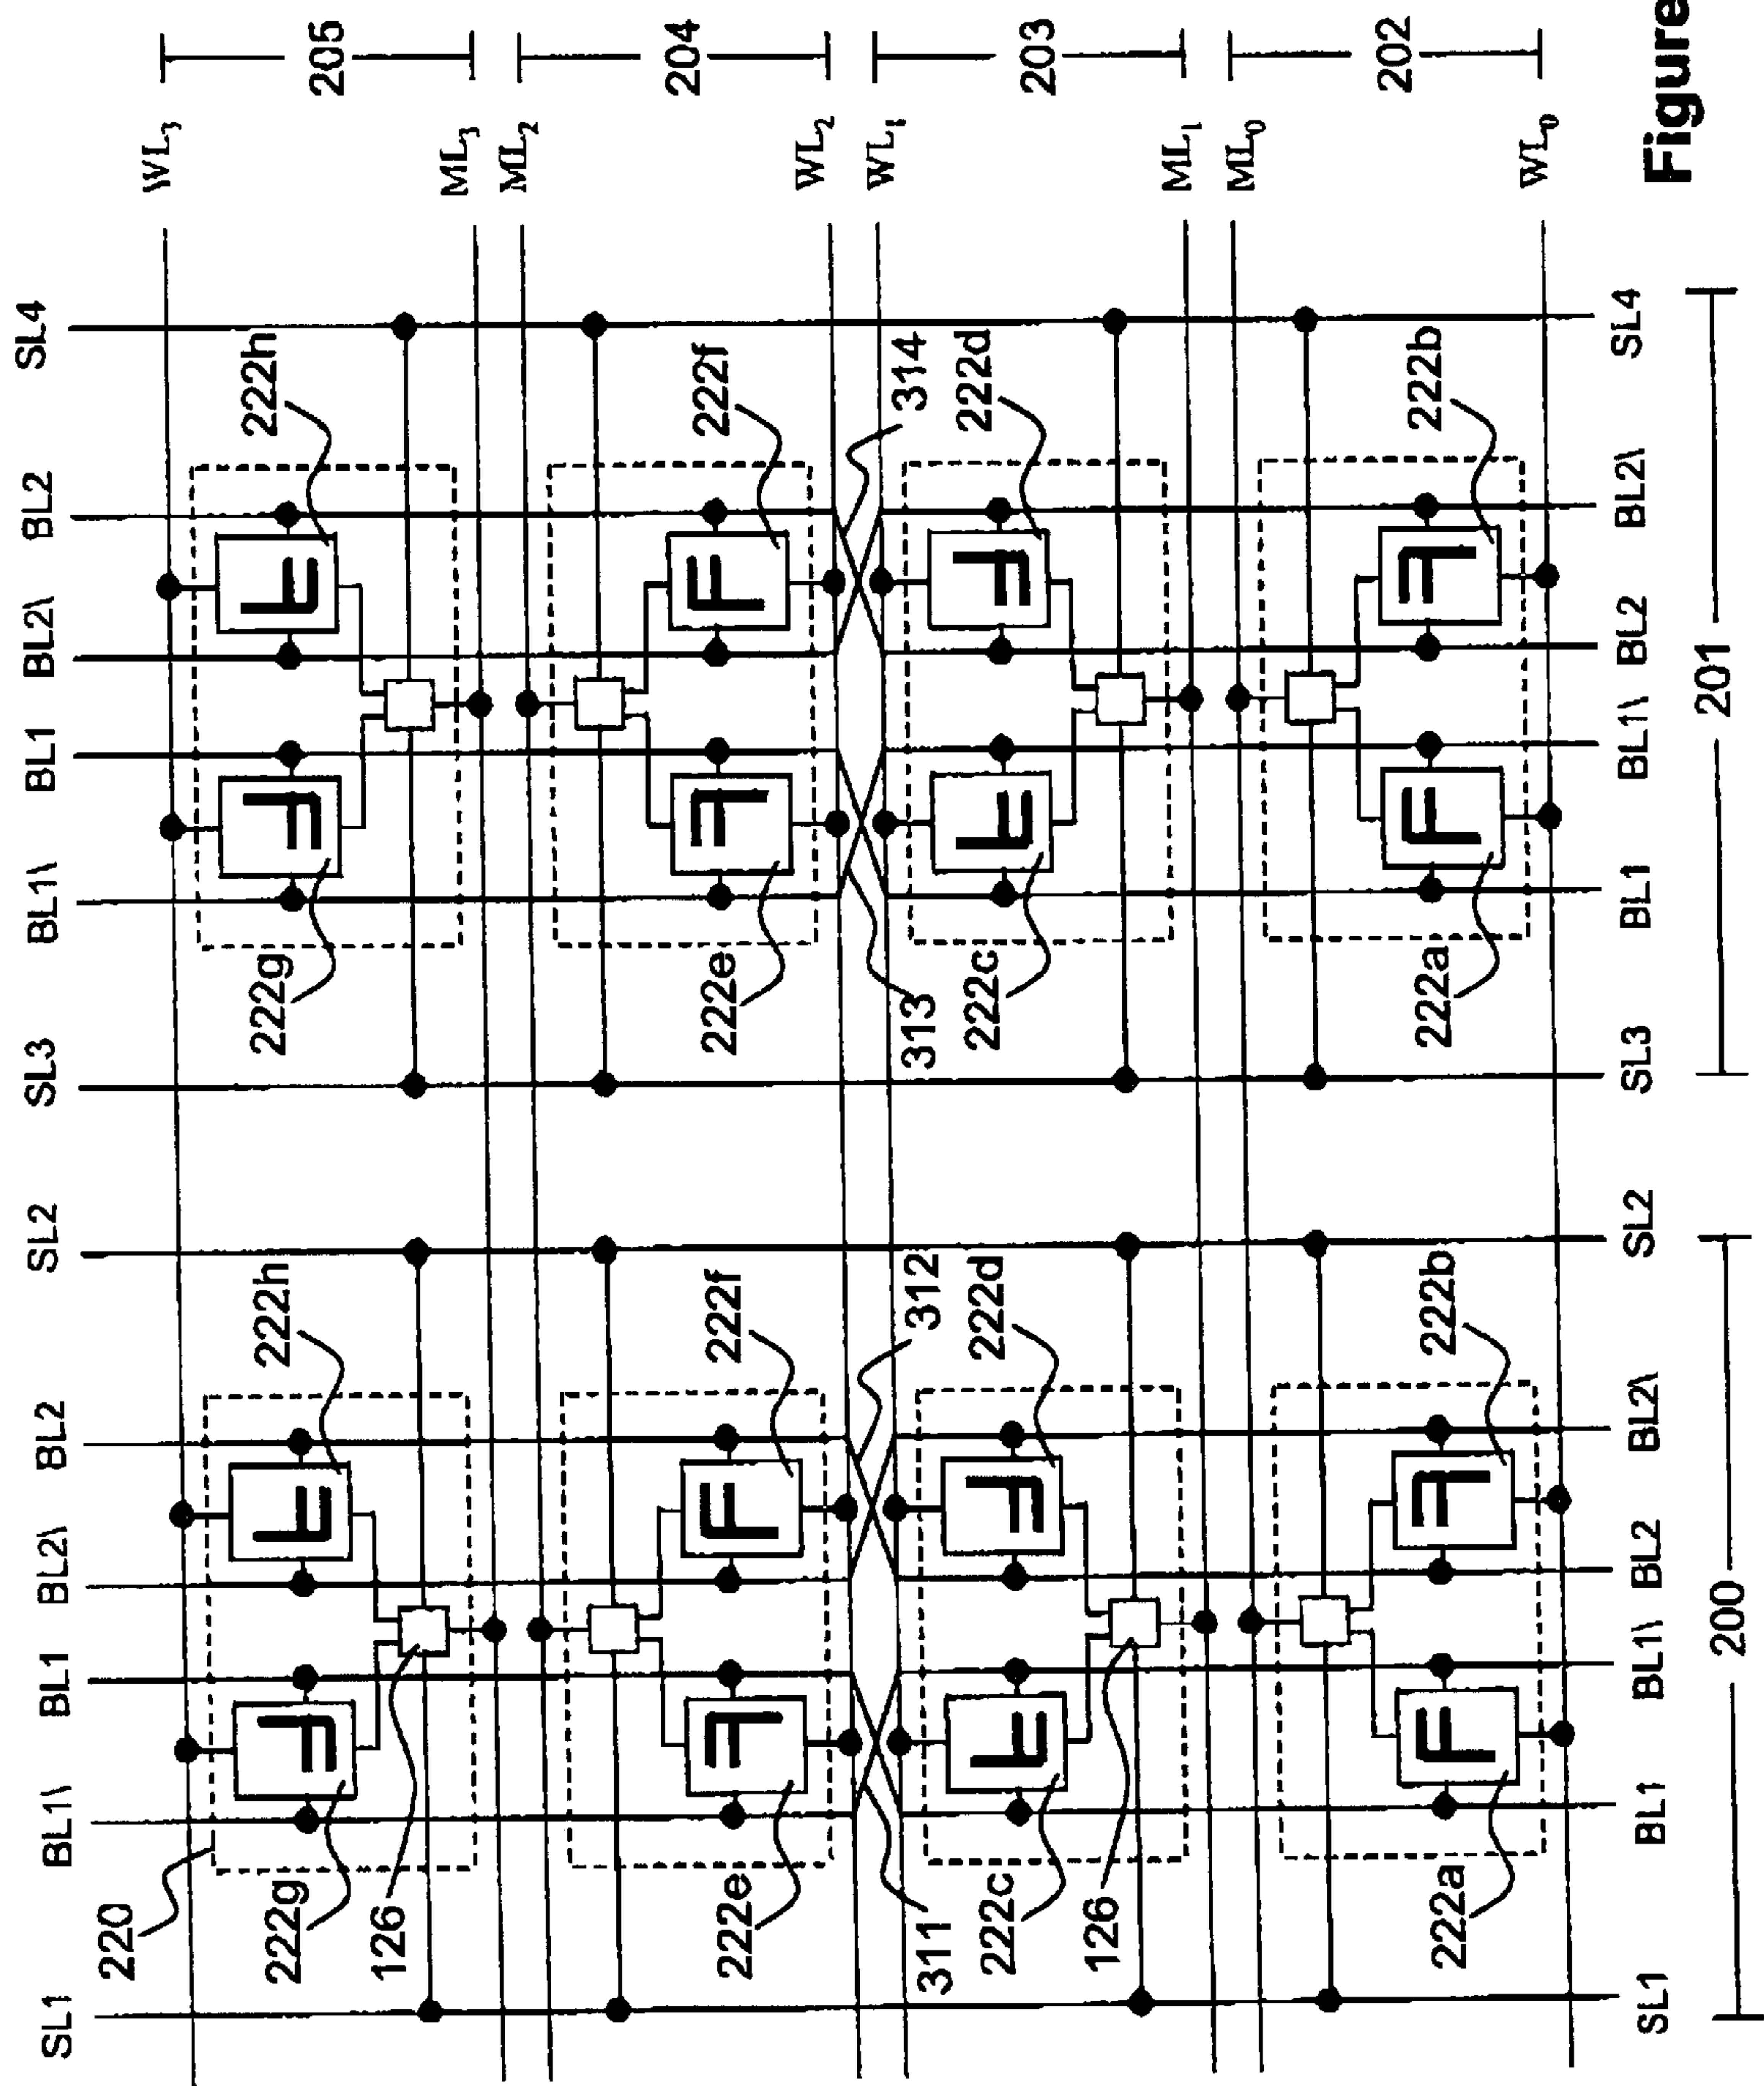 SL1 BL1\ BL1 BL2\ BL2 SL2 SL3 BL1\ BL1 BL2\ BL2 SL4
220
WL3
222g 222h 222g 222h
205
126
ML3
ML2
204
222e 222f 222e 222f
WL2
WL1
311 312 313 314
222c 222d 222c 222d
203
126
ML1
ML0
202
222a 222b 222a 222b
WL0
SL1 BL1 BL1\ BL2 BL2\ SL2 SL3 BL1 BL1\ BL2 BL2\ SL4
200 201
Figure